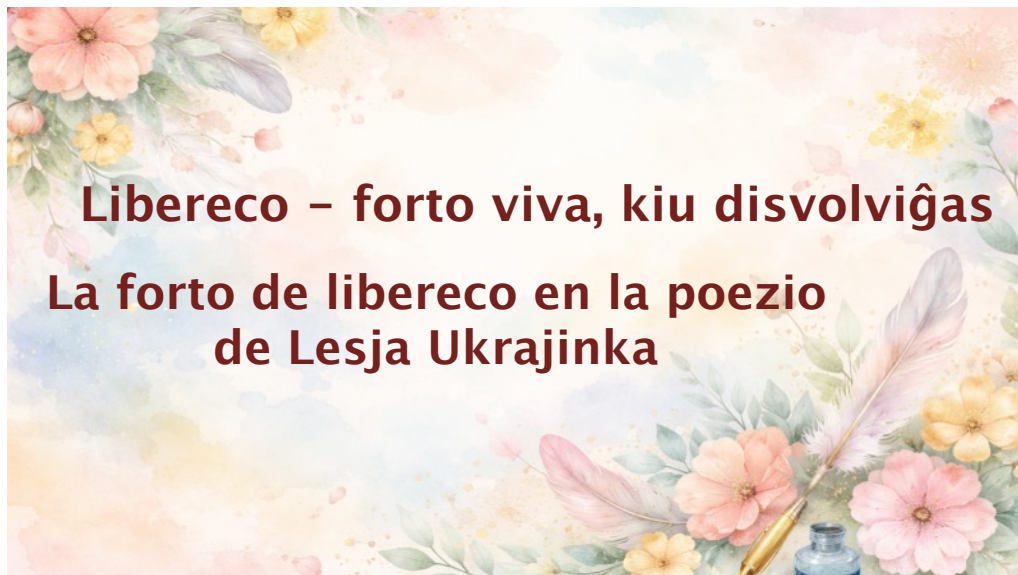 Libereco – forto viva, kiu disvolviĝas
La forto de libereco en la poezio
de Lesja Ukrajinka